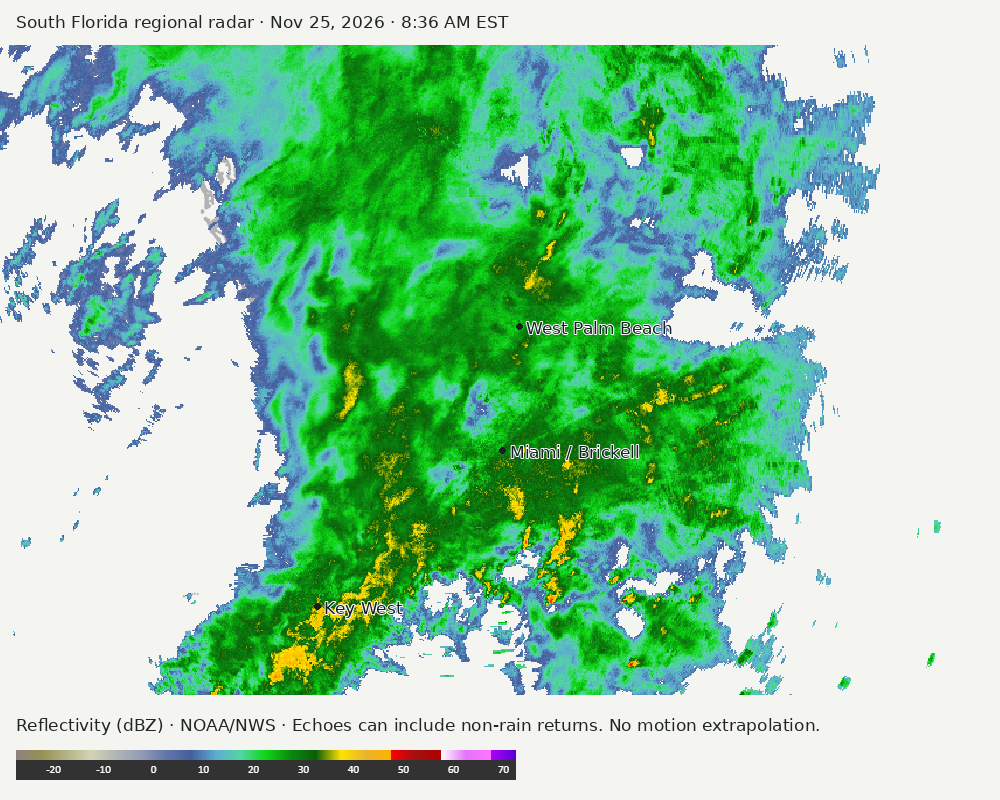 South Florida regional radar · Nov 25, 2026 · 8:36 AM EST
West Palm Beach
Miami / Brickell
Key West
Reflectivity (dBZ) · NOAA/NWS · Echoes can include non-rain returns. No motion extrapolation.
-20 -10 0 10 20 30 40 50 60 70